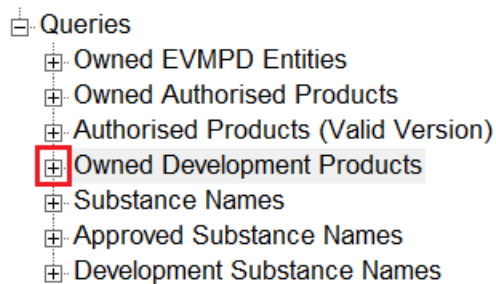 Queries
Owned EVMPD Entities
Owned Authorised Products
Authorised Products (Valid Version)
Owned Development Products
Substance Names
Approved Substance Names
Development Substance Names